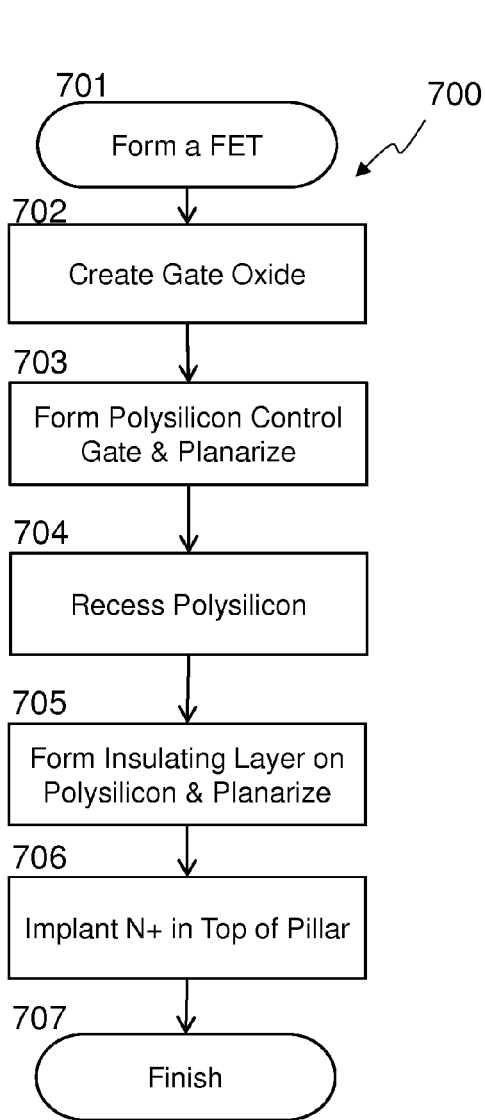 701
700
Form a FET
702
Create Gate Oxide
703
Form Polysilicon Control
Gate & Planarize
704
Recess Polysilicon
705
Form Insulating Layer on
Polysilicon & Planarize
706
Implant N+ in Top of Pillar
707
Finish